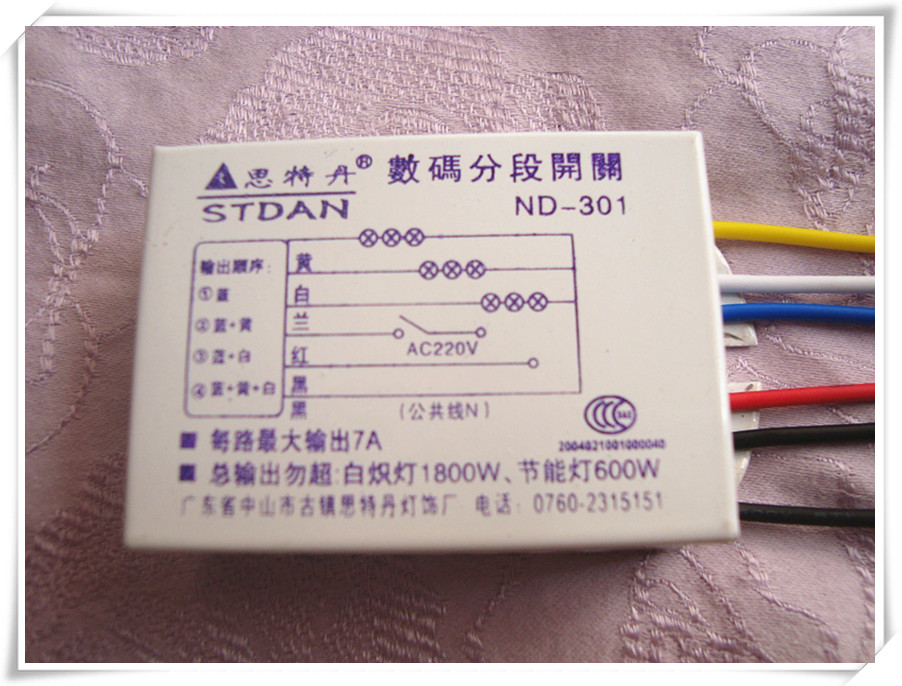 思特丹® 數碼分段開關
STDAN ND-301
输出顺序:
①蓝
②蓝+黄
③蓝+白
④蓝+黄+白
黄
白
兰
红
黑
黑
AC220V
(公共线N)
CCC S&E
2004021001000040
■ 每路最大输出7A
■ 总输出勿超:白炽灯1800W、节能灯600W
广东省中山市古镇思特丹灯饰厂 电话:0760-2315151